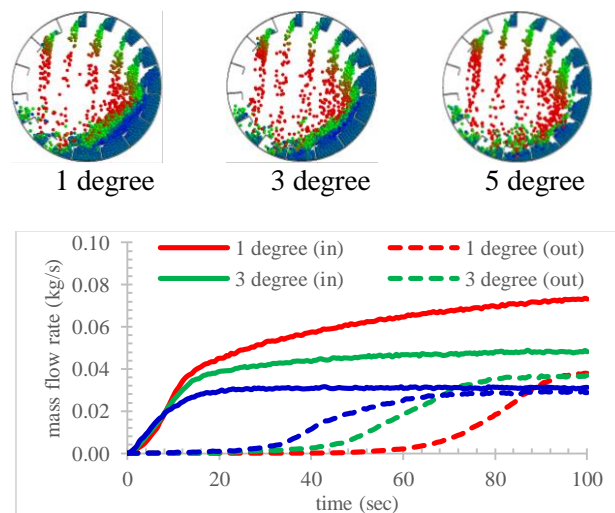 1 degree 3 degree 5 degree
0.10
0.08
0.06
0.04
0.02
0.00
mass flow rate (kg/s)
1 degree (in) 1 degree (out)
3 degree (in) 3 degree (out)
0 20 40 60 80 100
time (sec)